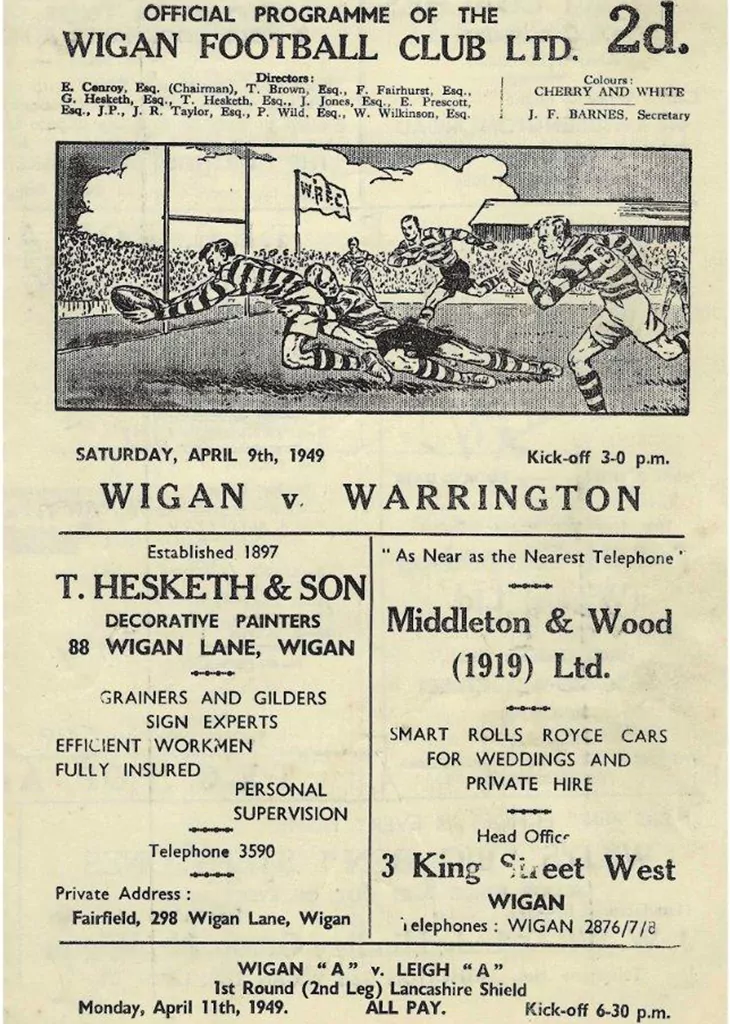 OFFICIAL PROGRAMME OF THE
WIGAN FOOTBALL CLUB LTD.
2d.
Directors:
E. Conroy, Esq. (Chairman), T. Brown, Esq., F. Fairhurst, Esq.,
G. Hesketh, Esq., T. Hesketh, Esq., J. Jones, Esq., E. Prescott,
Esq., J.P., J. R. Taylor, Esq., P. Wild, Esq., W. Wilkinson, Esq.
Colours:
CHERRY AND WHITE
J. F. BARNES, Secretary
W.R.F.C.
SATURDAY, APRIL 9th, 1949
Kick-off 3-0 p.m.
WIGAN v. WARRINGTON
Established 1897
T. HESKETH & SON
DECORATIVE PAINTERS
88 WIGAN LANE, WIGAN
GRAINERS AND GILDERS
SIGN EXPERTS
EFFICIENT WORKMEN
FULLY INSURED
PERSONAL
SUPERVISION
Telephone 3590
Private Address :
Fairfield, 298 Wigan Lane, Wigan
"As Near as the Nearest Telephone"
Middleton & Wood
(1919) Ltd.
SMART ROLLS ROYCE CARS
FOR WEDDINGS AND
PRIVATE HIRE
Head Office
3 King Street West
WIGAN
Telephones : WIGAN 2876/7/8
WIGAN "A" v. LEIGH "A"
1st Round (2nd Leg) Lancashire Shield
Monday, April 11th, 1949. ALL PAY. Kick-off 6-30 p.m.